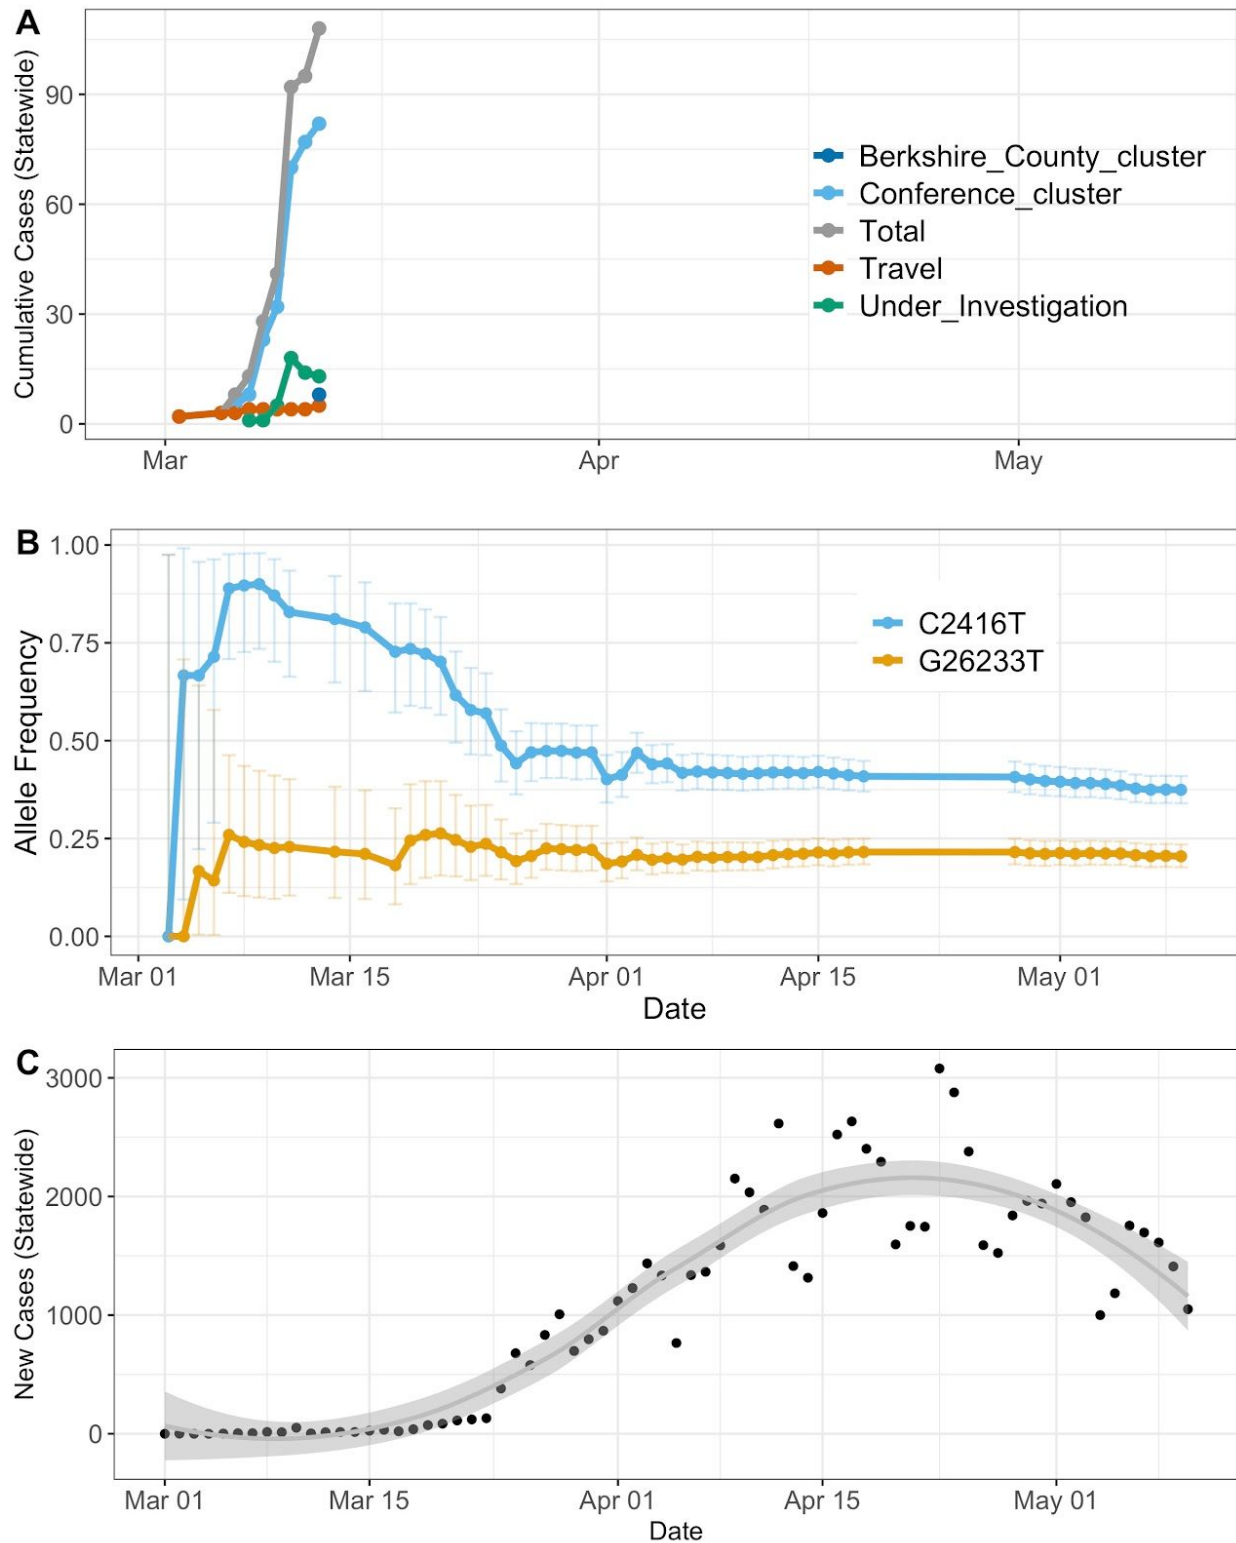 A
Cumulative Cases (Statewide)
90
60
30
0
Mar
Apr
May
Berkshire_County_cluster
Conference_cluster
Total
Travel
Under_Investigation
B
Allele Frequency
1.00
0.75
0.50
0.25
0.00
C2416T
G26233T
Mar 01
Mar 15
Apr 01
Apr 15
May 01
Date
C
New Cases (Statewide)
3000
2000
1000
0
Mar 01
Mar 15
Apr 01
Apr 15
May 01
Date